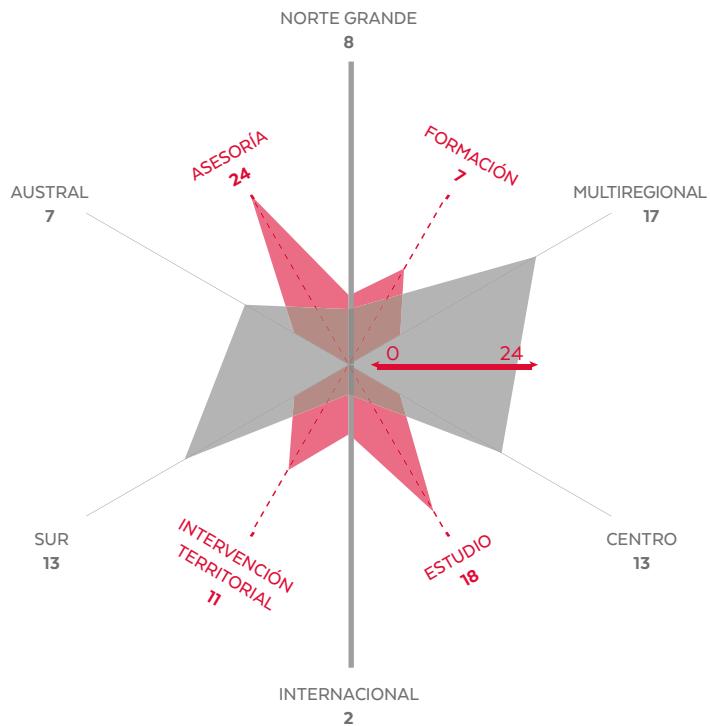 NORTE GRANDE
8
ASESORÍA
24
FORMACIÓN
7
AUSTRAL
7
MULTIREGIONAL
17
0
24
SUR
13
INTERVENCIÓN
TERRITORIAL
11
ESTUDIO
18
CENTRO
13
INTERNACIONAL
2